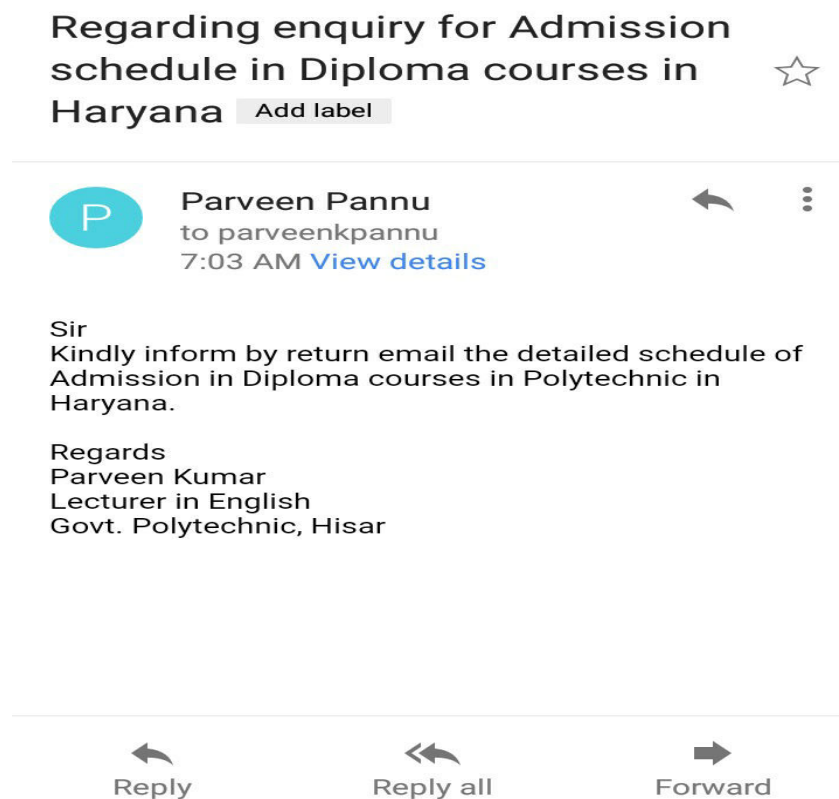 Regarding enquiry for Admission
schedule in Diploma courses in
Haryana Add label
P
Parveen Pannu
to parveenkpannu
7:03 AM View details
Sir
Kindly inform by return email the detailed schedule of
Admission in Diploma courses in Polytechnic in
Haryana.
Regards
Parveen Kumar
Lecturer in English
Govt. Polytechnic, Hisar
Reply Reply all Forward